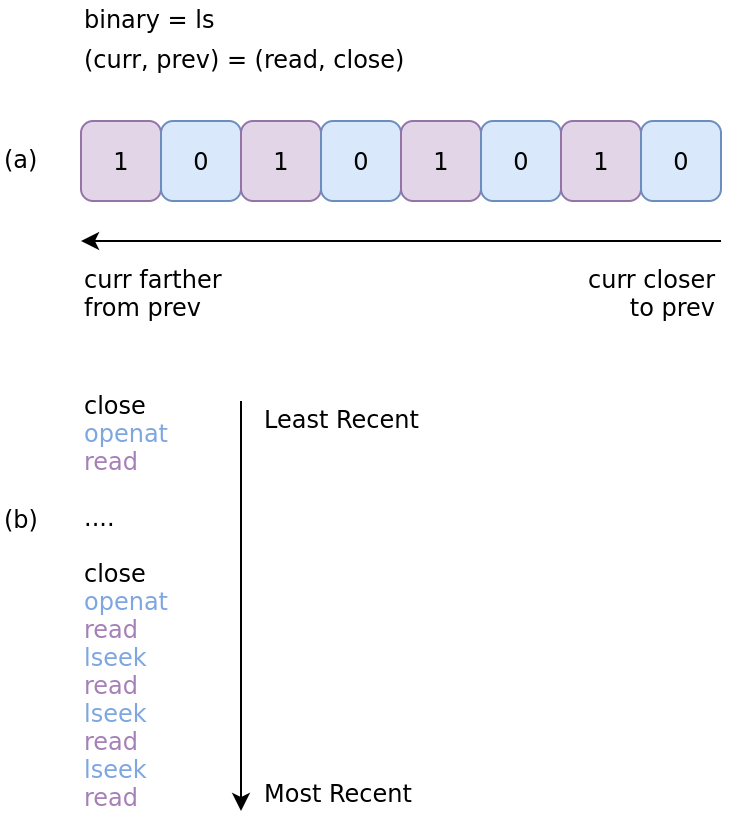 binary = ls
(curr, prev) = (read, close)
(a)
1 0 1 0 1 0 1 0
curr farther
from prev
curr closer
to prev
close
openat
read
Least Recent
(b)
....
close
openat
read
lseek
read
lseek
read
lseek
read
Most Recent